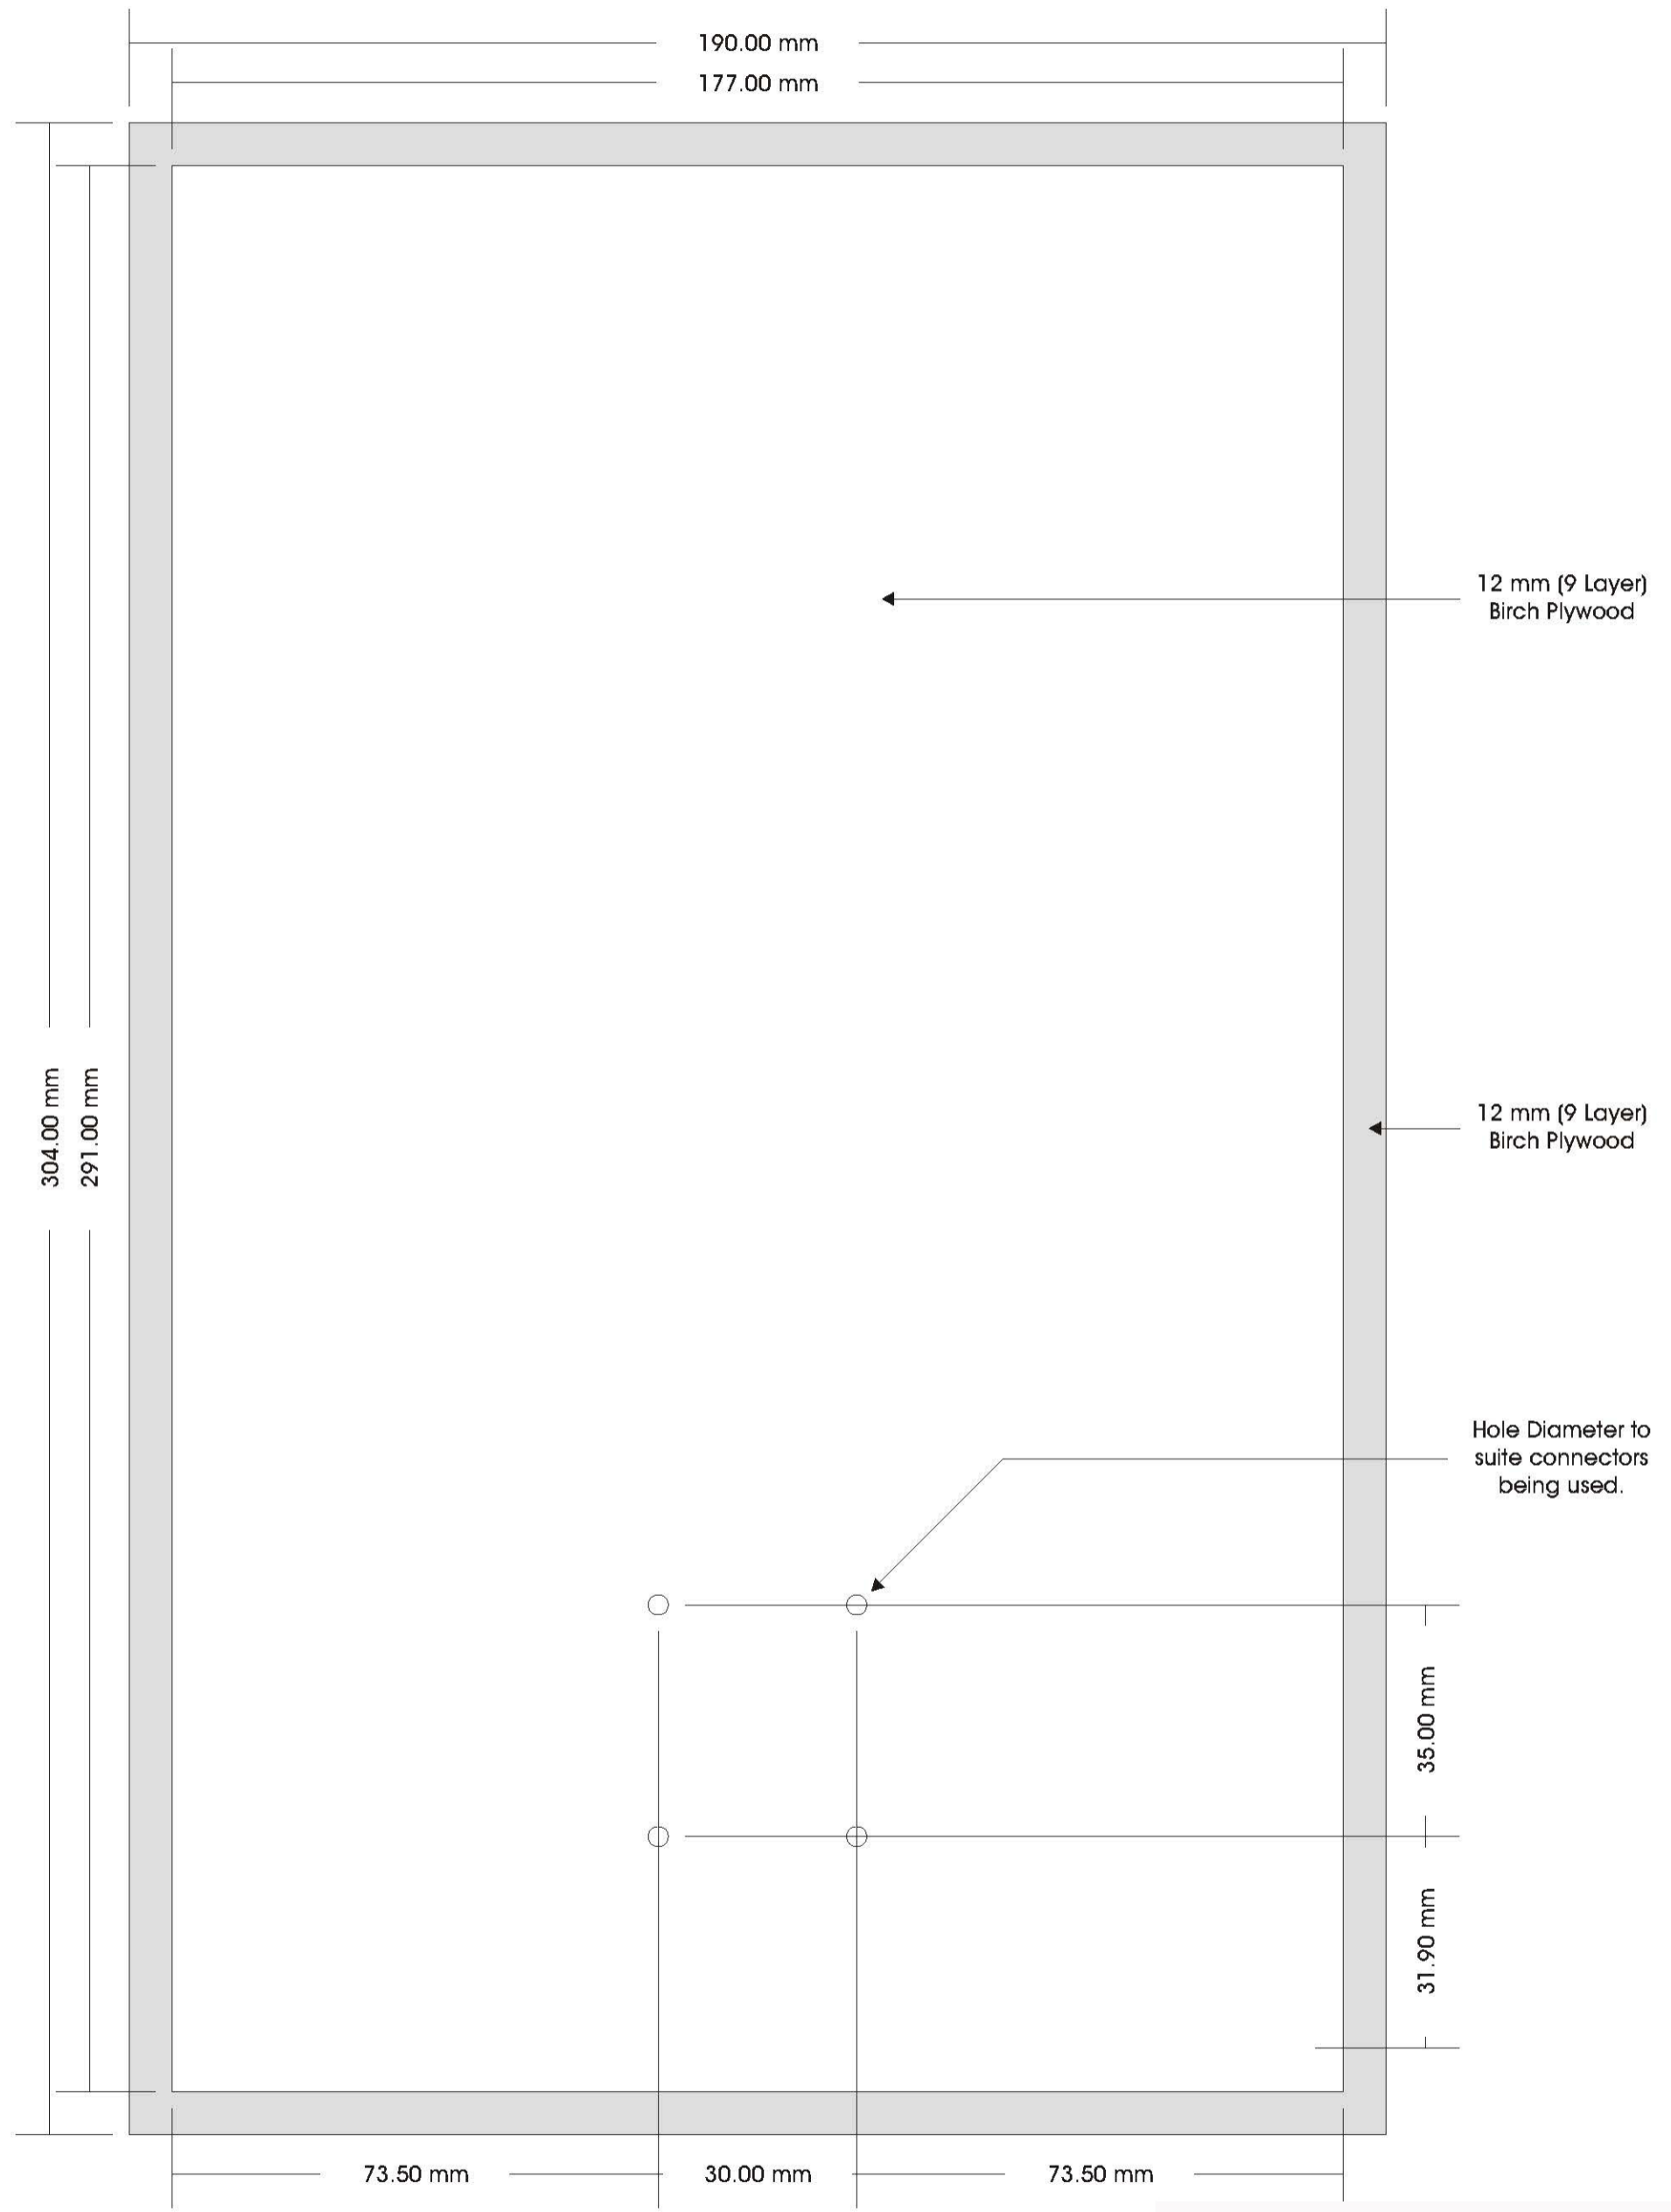 190.00 mm
177.00 mm
12 mm (9 Layer)
Birch Plywood
304.00 mm
291.00 mm
12 mm (9 Layer)
Birch Plywood
Hole Diameter to
suite connectors
being used.
35.00 mm
31.90 mm
73.50 mm
30.00 mm
73.50 mm